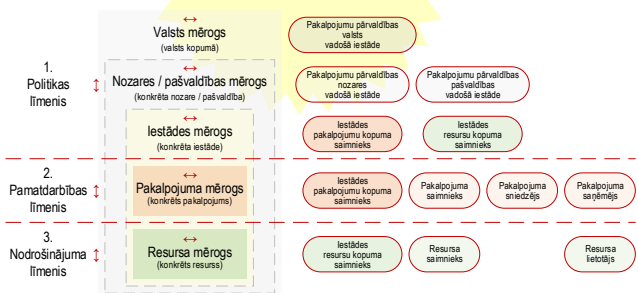 Valsts mērogs
(valsts kopumā)
Pakalpojumu pārvaldības
valsts
vadošā iestāde
1.
Politikas
līmenis
Nozares / pašvaldības mērogs
(konkrēta nozare / pašvaldība)
Pakalpojumu pārvaldības
nozares
vadošā iestāde
Pakalpojumu pārvaldības
pašvaldības
vadošā iestāde
Iestādes mērogs
(konkrēta iestāde)
Iestādes
pakalpojumu kopuma
saimnieks
Iestādes
resursu kopuma
saimnieks
2.
Pamatdarbības
līmenis
Pakalpojuma mērogs
(konkrēts pakalpojums)
Iestādes
pakalpojumu kopuma
saimnieks
Pakalpojuma
saimnieks
Pakalpojuma
sniedzējs
Pakalpojuma
saņēmējs
3.
Nodrošinājuma
līmenis
Resursa mērogs
(konkrēts resurss)
Iestādes
resursu kopuma
saimnieks
Resursa
saimnieks
Resursa
lietotājs